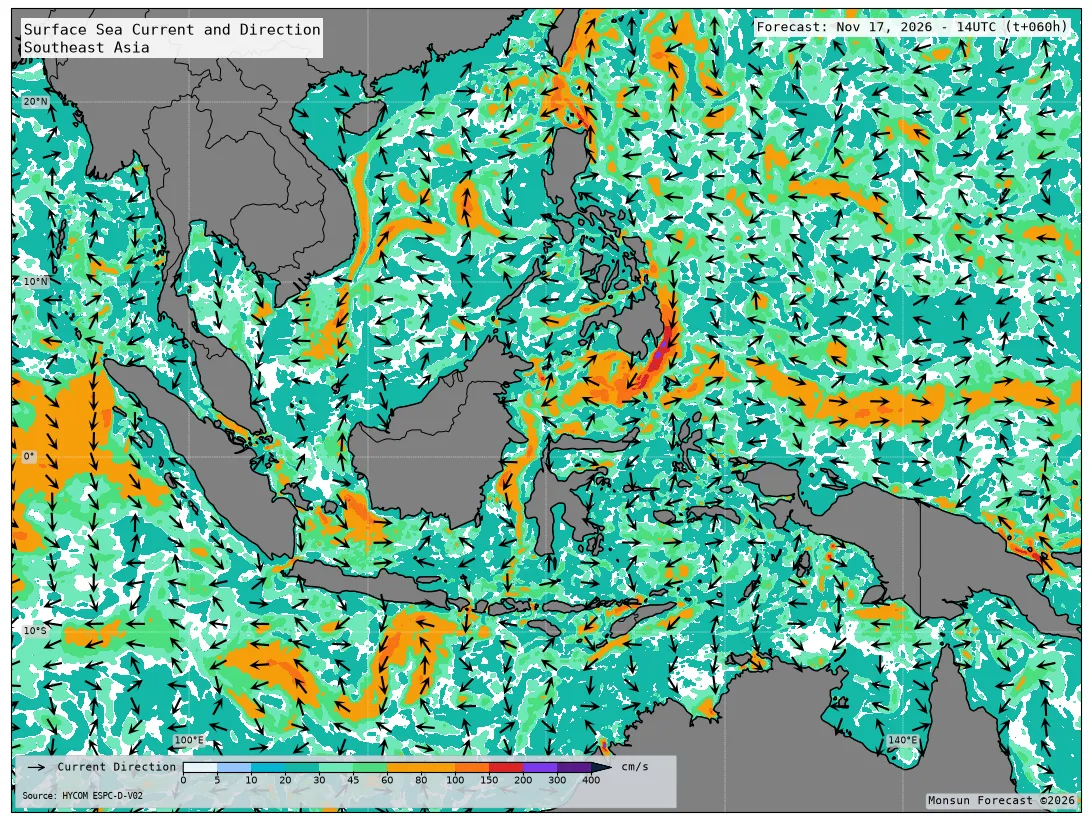 Surface Sea Current and Direction
Southeast Asia
Forecast: Nov 17, 2026 - 14UTC (t+060h)
20°N
10°N
0°
10°S
100°E
140°E
Current Direction
0 5 10 20 30 45 60 80 100 150 200 300 400
cm/s
Source: HYCOM ESPC-D-V02
Monsun Forecast ©2026